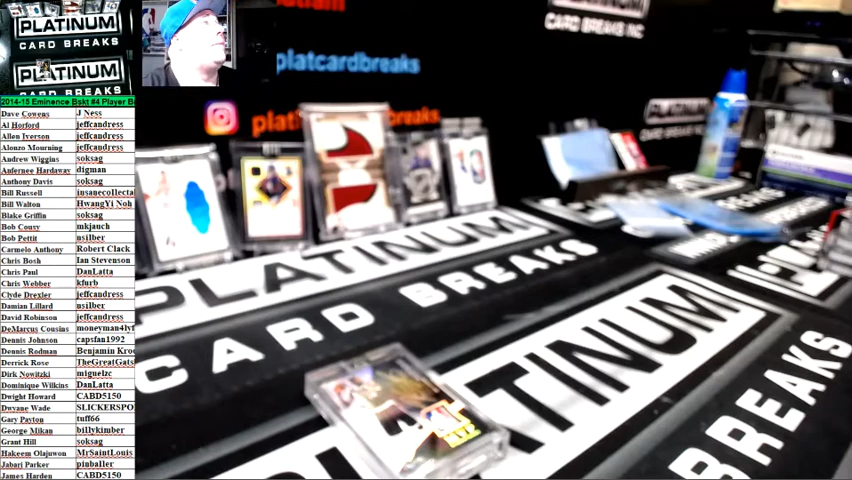 PLATINUM
CARD BREAKS
PLATINUM
CARD BREAKS
2014-15 Eminence Bskt #4 Player B
Dave Cowens J Ness
Al Horford jeffcandress
Allen Iverson jeffcandress
Alonzo Mourning jeffcandress
Andrew Wiggins soksag
Anfernee Hardaway digman
Anthony Davis soksag
Bill Russell insanecollecta
Bill Walton HwangYi Noh
Blake Griffin soksag
Bob Cousy mkjauch
Bob Pettit nsilber
Carmelo Anthony Robert Clack
Chris Bosh Ian Stevenson
Chris Paul DanLatta
Chris Webber kfurb
Clyde Drexler jeffcandress
Damian Lillard nsilber
David Robinson jeffcandress
DeMarcus Cousins moneyman4lyf
Dennis Johnson capsfan1992
Dennis Rodman Benjamin Kroe
Derrick Rose TheGreatGats
Dirk Nowitzki miguelzc
Dominique Wilkins DanLatta
Dwight Howard CABD5150
Dwyane Wade SLICKERSPO
Gary Payton tuff66
George Mikan billykimber
Grant Hill soksag
Hakeem Olajuwon MrSaintLouis
Jabari Parker pinballer
James Harden CABD5150
platcardbreaks
CARD BREAKS INC
PLATINUM
CARD BREAKS
TINUM
BREAKS